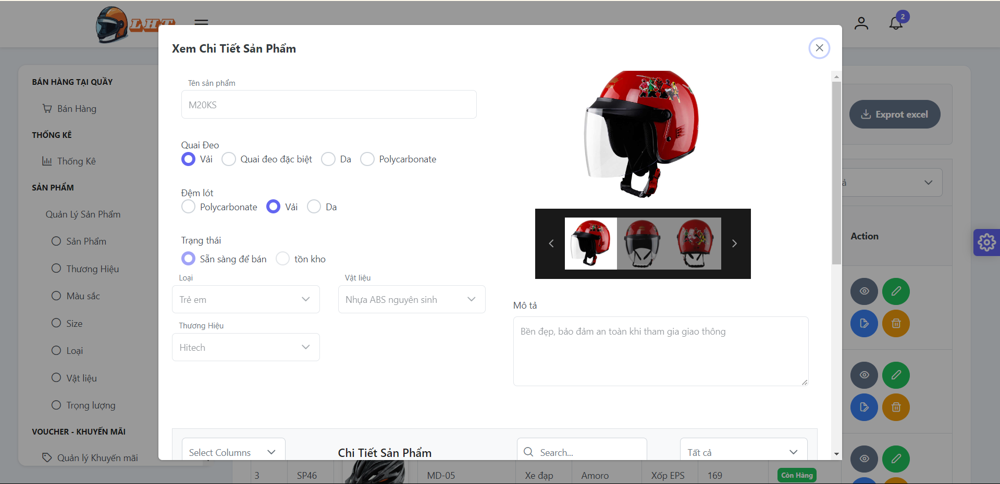 LHT
2
Xem Chi Tiết Sản Phẩm
BÁN HÀNG TẠI QUẦY
Bán Hàng
THỐNG KÊ
Thống Kê
SẢN PHẨM
Quản Lý Sản Phẩm
Sản Phẩm
Thương Hiệu
Màu sắc
Size
Loại
Vật liệu
Trọng lượng
VOUCHER - KHUYẾN MÃI
Quản lý Khuyến mãi
Tên sản phẩm
M20KS
Quai Đeo
Vải Quai đeo đặc biệt Da Polycarbonate
Đệm lót
Polycarbonate Vải Da
Trạng thái
Sẵn sàng để bán tồn kho
Loại Vật liệu
Trẻ em Nhựa ABS nguyên sinh
Thương Hiệu
Hitech
Mô tả
Bền đẹp, bảo đảm an toàn khi tham gia giao thông
Select Columns Chi Tiết Sản Phẩm Search... Tất cả
Exprot excel
Action
3 SP46 MD-05 Xe đạp Amoro Xốp EPS 169 Còn Hàng